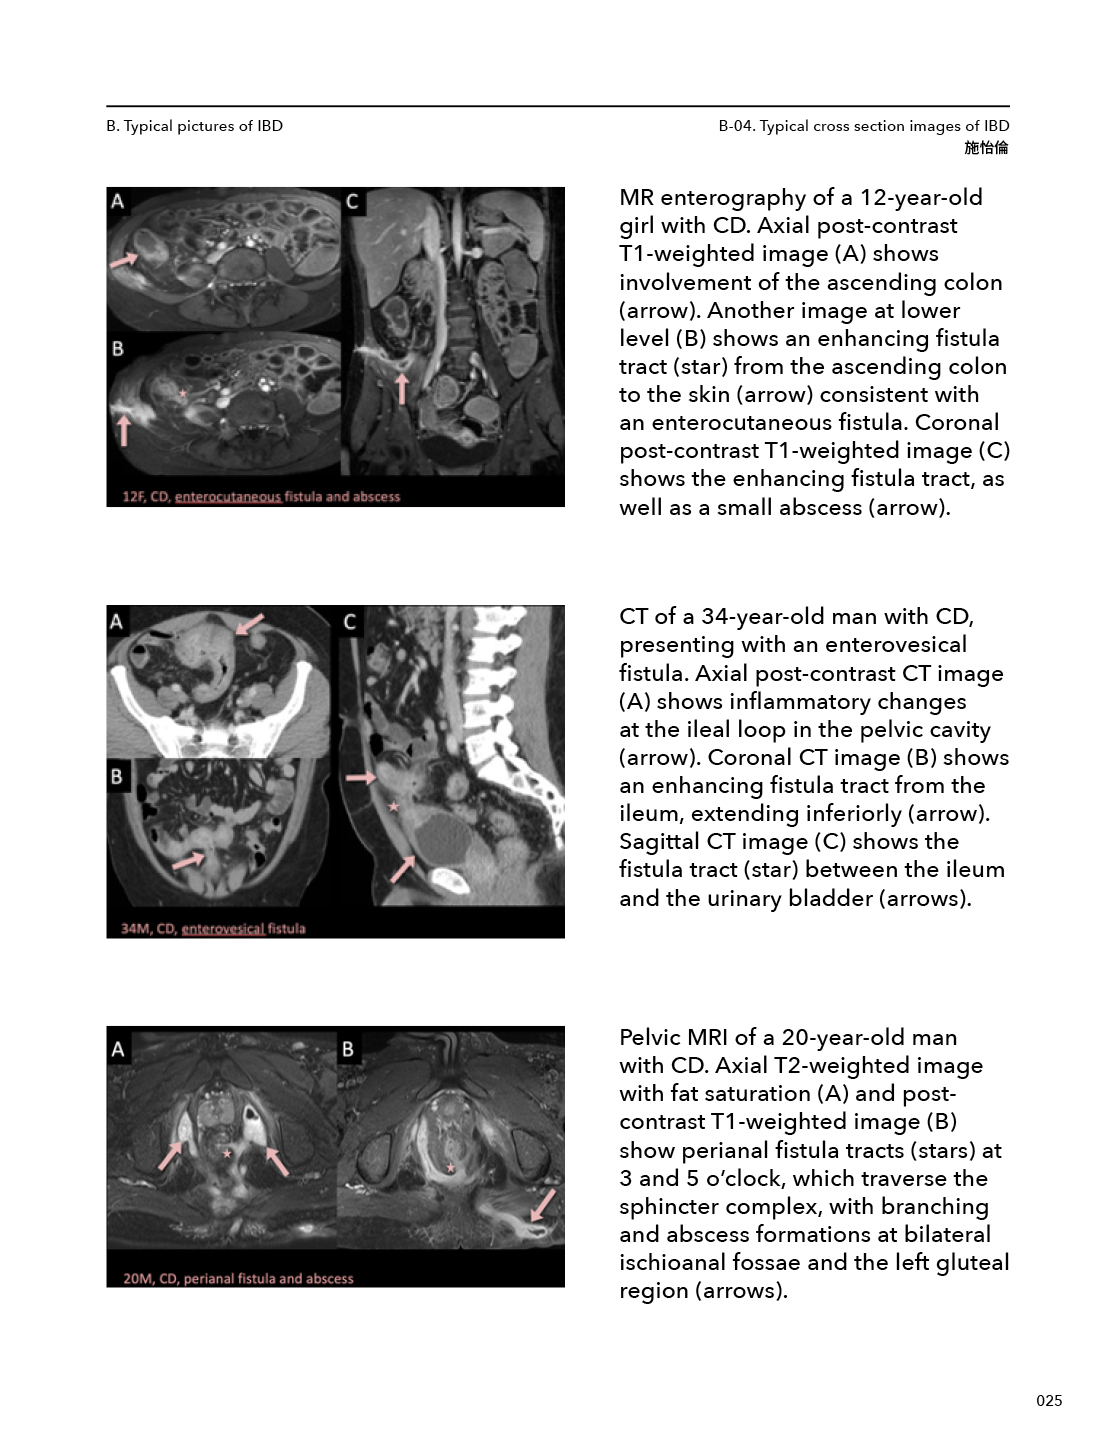 B. Typical pictures of IBD
B-04. Typical cross section images of IBD
施怡倫
A
B
C
12F, CD, enterocutaneous fistula and abscess
MR enterography of a 12-year-old
girl with CD. Axial post-contrast
T1-weighted image (A) shows
involvement of the ascending colon
(arrow). Another image at lower
level (B) shows an enhancing fistula
tract (star) from the ascending colon
to the skin (arrow) consistent with
an enterocutaneous fistula. Coronal
post-contrast T1-weighted image (C)
shows the enhancing fistula tract, as
well as a small abscess (arrow).
A
B
C
34M, CD, enterovesical fistula
CT of a 34-year-old man with CD,
presenting with an enterovesical
fistula. Axial post-contrast CT image
(A) shows inflammatory changes
at the ileal loop in the pelvic cavity
(arrow). Coronal CT image (B) shows
an enhancing fistula tract from the
ileum, extending inferiorly (arrow).
Sagittal CT image (C) shows the
fistula tract (star) between the ileum
and the urinary bladder (arrows).
A
B
20M, CD, perianal fistula and abscess
Pelvic MRI of a 20-year-old man
with CD. Axial T2-weighted image
with fat saturation (A) and post-
contrast T1-weighted image (B)
show perianal fistula tracts (stars) at
3 and 5 o’clock, which traverse the
sphincter complex, with branching
and abscess formations at bilateral
ischioanal fossae and the left gluteal
region (arrows).
025